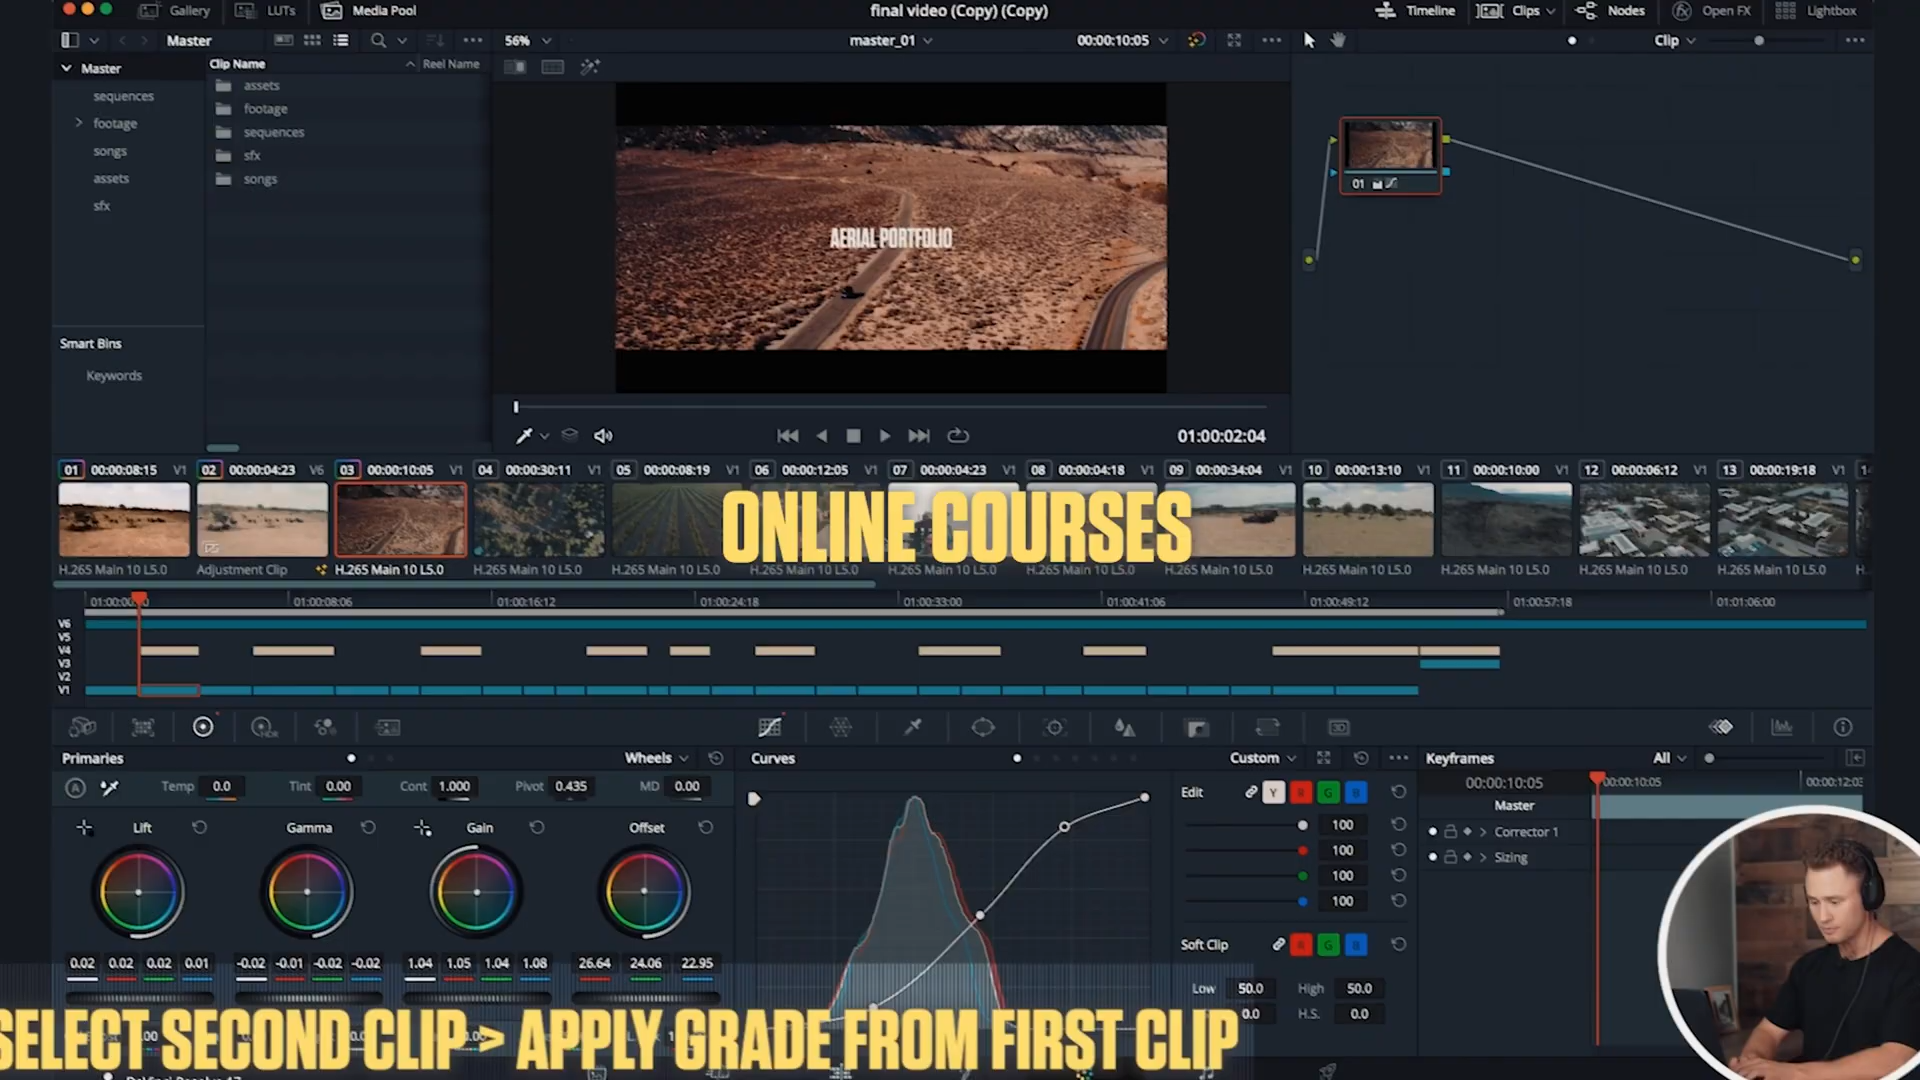 Gallery LUTs Media Pool final video (Copy) (Copy) Timeline Clips Nodes Open FX Lightbox
Master 56% master_01 00:00:10:05 Clip
Master Clip Name Reel Name
sequences assets
footage footage
songs sequences
assets sfx
sfx songs
AERIAL PORTFOLIO
01
Smart Bins
Keywords
01:00:02:04
01 00:00:08:15 V1 02 00:00:04:23 V6 03 00:00:10:05 V1 04 00:00:30:11 V1 05 00:00:08:19 V1 06 00:00:12:05 V1 07 00:00:04:23 V1 08 00:00:04:18 V1 09 00:00:34:04 V1 10 00:00:13:10 V1 11 00:00:10:00 V1 12 00:00:06:12 V1 13 00:00:19:18 V1
ONLINE COURSES
H.265 Main 10 L5.0 Adjustment Clip H.265 Main 10 L5.0 H.265 Main 10 L5.0 H.265 Main 10 L5.0 H.265 Main 10 L5.0 H.265 Main 10 L5.0 H.265 Main 10 L5.0 H.265 Main 10 L5.0 H.265 Main 10 L5.0 H.265 Main 10 L5.0 H.265 Main 10 L5.0 H.265 Main 10 L5.0
01:00:00 01:00:08:06 01:00:16:12 01:00:24:18 01:00:33:00 01:00:41:06 01:00:49:12 01:00:57:18 01:01:06:00
V6
V5
V4
V3
V2
V1
HDR 3D
Primaries Wheels Curves Custom Keyframes All
A Temp 0.0 Tint 0.00 Cont 1.000 Pivot 0.435 MD 0.00
Lift Gamma Gain Offset
0.02 0.02 0.02 0.01 -0.02 -0.01 -0.02 -0.02 1.04 1.05 1.04 1.08 26.64 24.06 22.95
Edit Y R G B
100
100
100
100
Soft Clip R G B
Low 50.0 High 50.0
0.0 H.S. 0.0
00:00:10:05 00:00:10:05 00:00:12:03
Master
Corrector 1
Sizing
SELECT SECOND CLIP > APPLY GRADE FROM FIRST CLIP